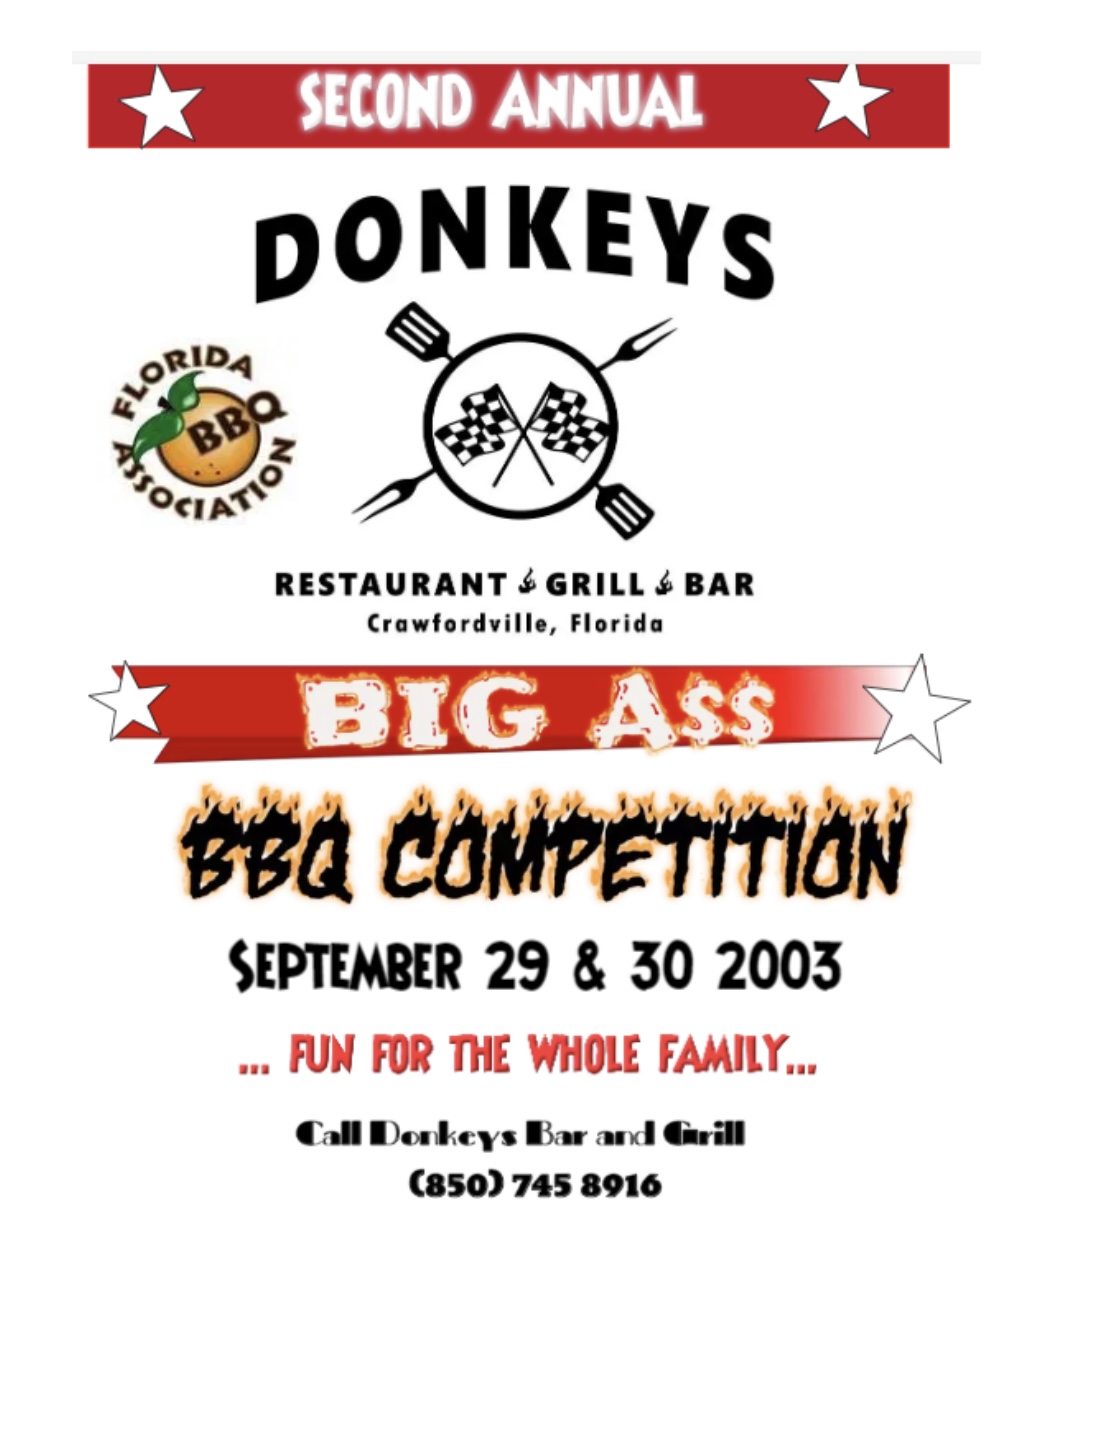 SECOND ANNUAL
DONKEYS
FLORIDA
BBQ
ASSOCIATION
RESTAURANT GRILL BAR
Crawfordville, Florida
BIG A$$
BBQ COMPETITION
SEPTEMBER 29 & 30 2003
... FUN FOR THE WHOLE FAMILY...
Call Donkeys Bar and Grill
(850) 745 8916